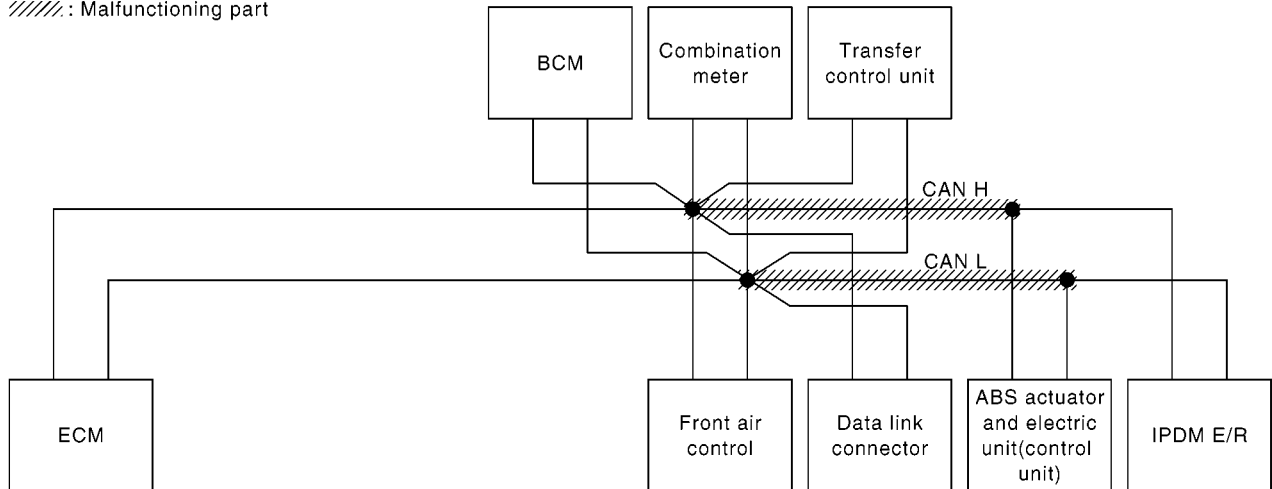 : Malfunctioning part
BCM
Combination
meter
Transfer
control unit
CAN H
CAN L
ECM
Front air
control
Data link
connector
ABS actuator
and electric
unit(control
unit)
IPDM E/R